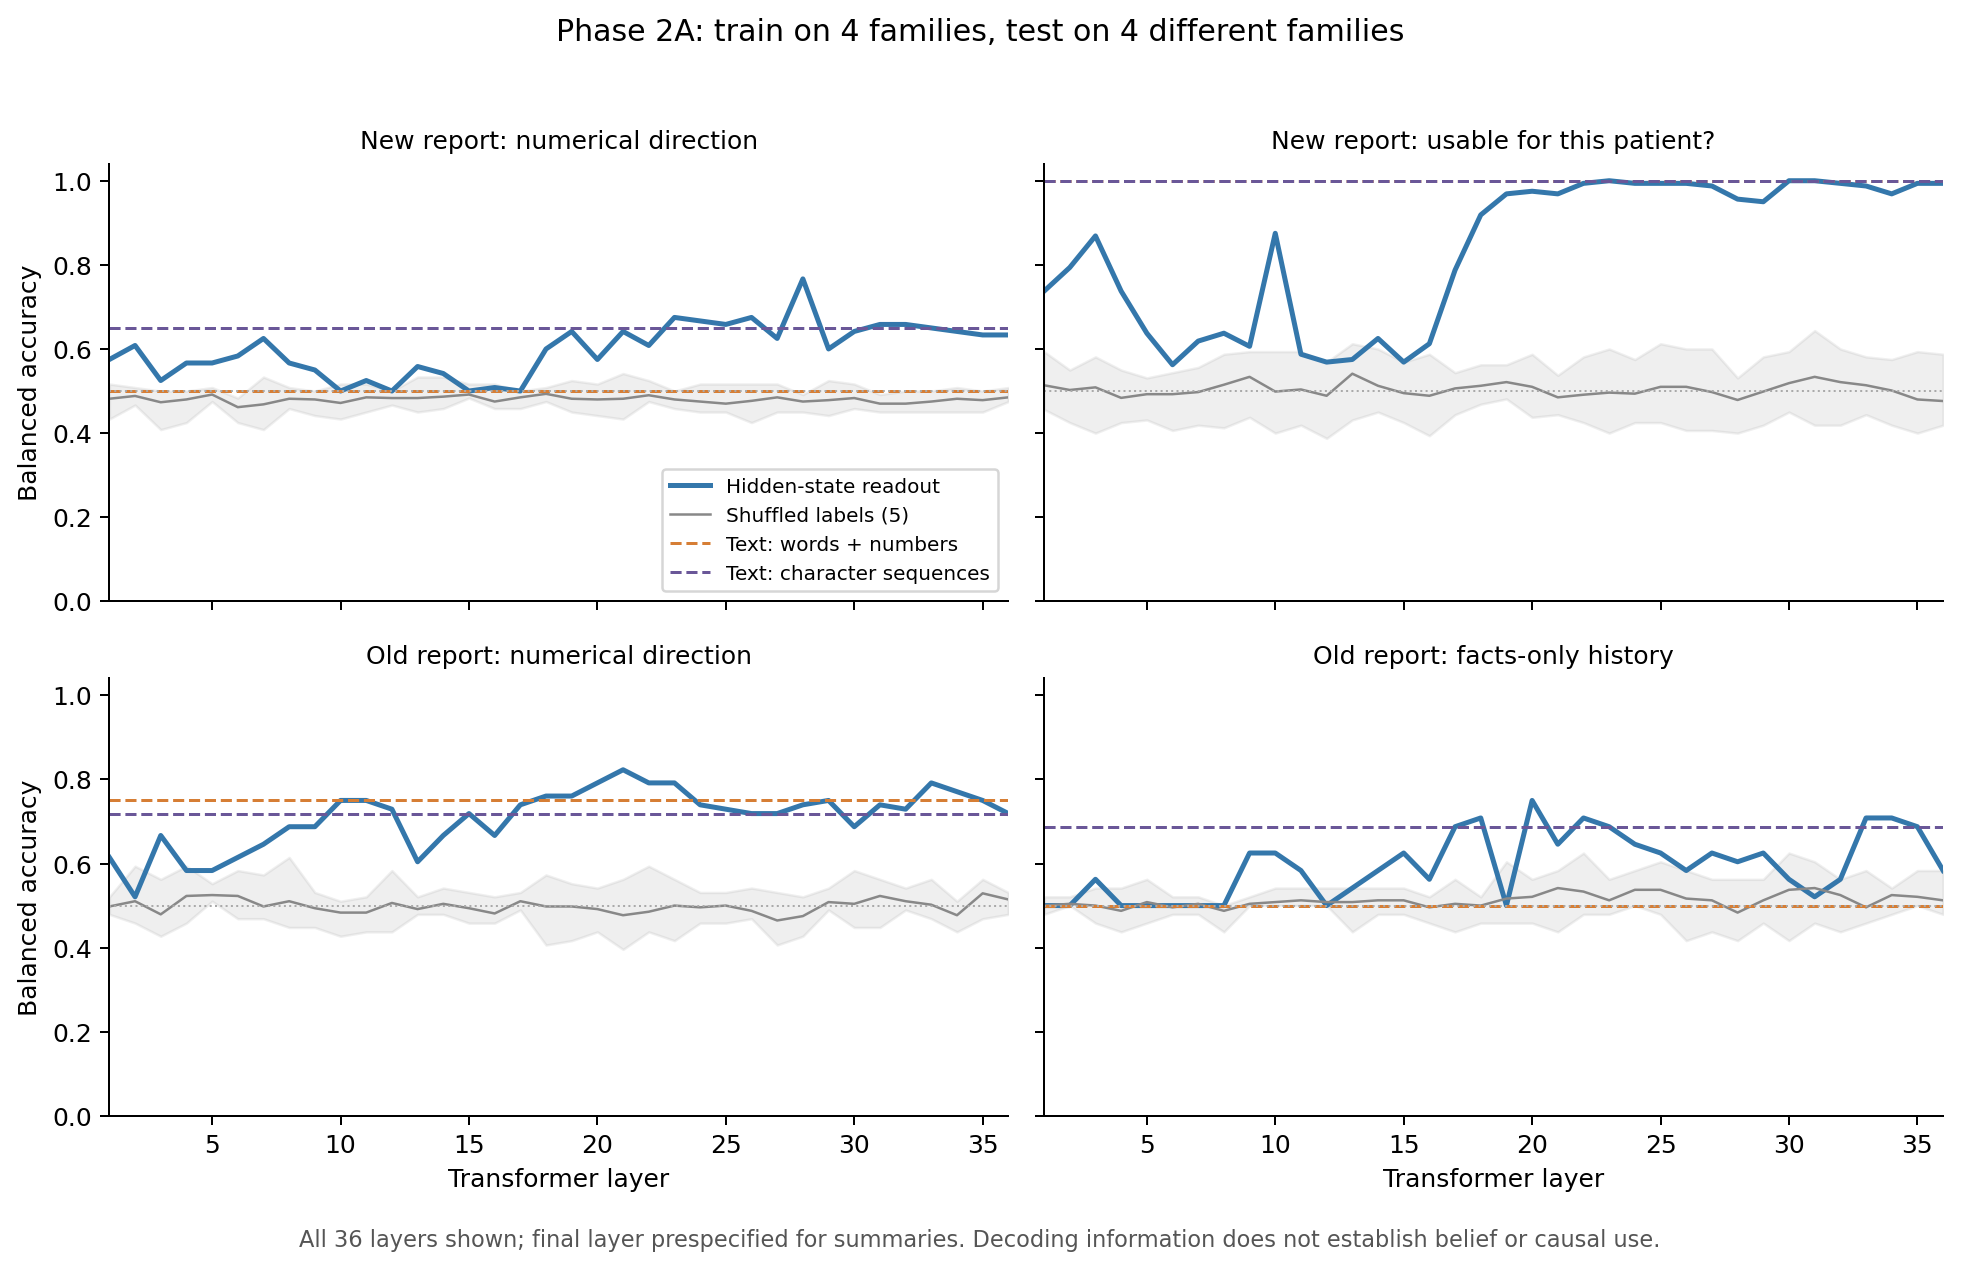 Phase 2A: train on 4 families, test on 4 different families
New report: numerical direction
New report: usable for this patient?
Balanced accuracy
1.0
0.8
0.6
0.4
0.2
0.0
Hidden-state readout
Shuffled labels (5)
Text: words + numbers
Text: character sequences
Old report: numerical direction
Old report: facts-only history
Balanced accuracy
1.0
0.8
0.6
0.4
0.2
0.0
5 10 15 20 25 30 35
5 10 15 20 25 30 35
Transformer layer
Transformer layer
All 36 layers shown; final layer prespecified for summaries. Decoding information does not establish belief or causal use.